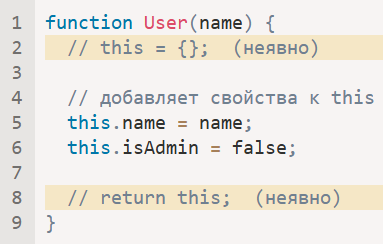 1 function User(name) {
2   // this = {};  (неявно)
3
4   // добавляет свойства к this
5   this.name = name;
6   this.isAdmin = false;
7
8   // return this;  (неявно)
9 }